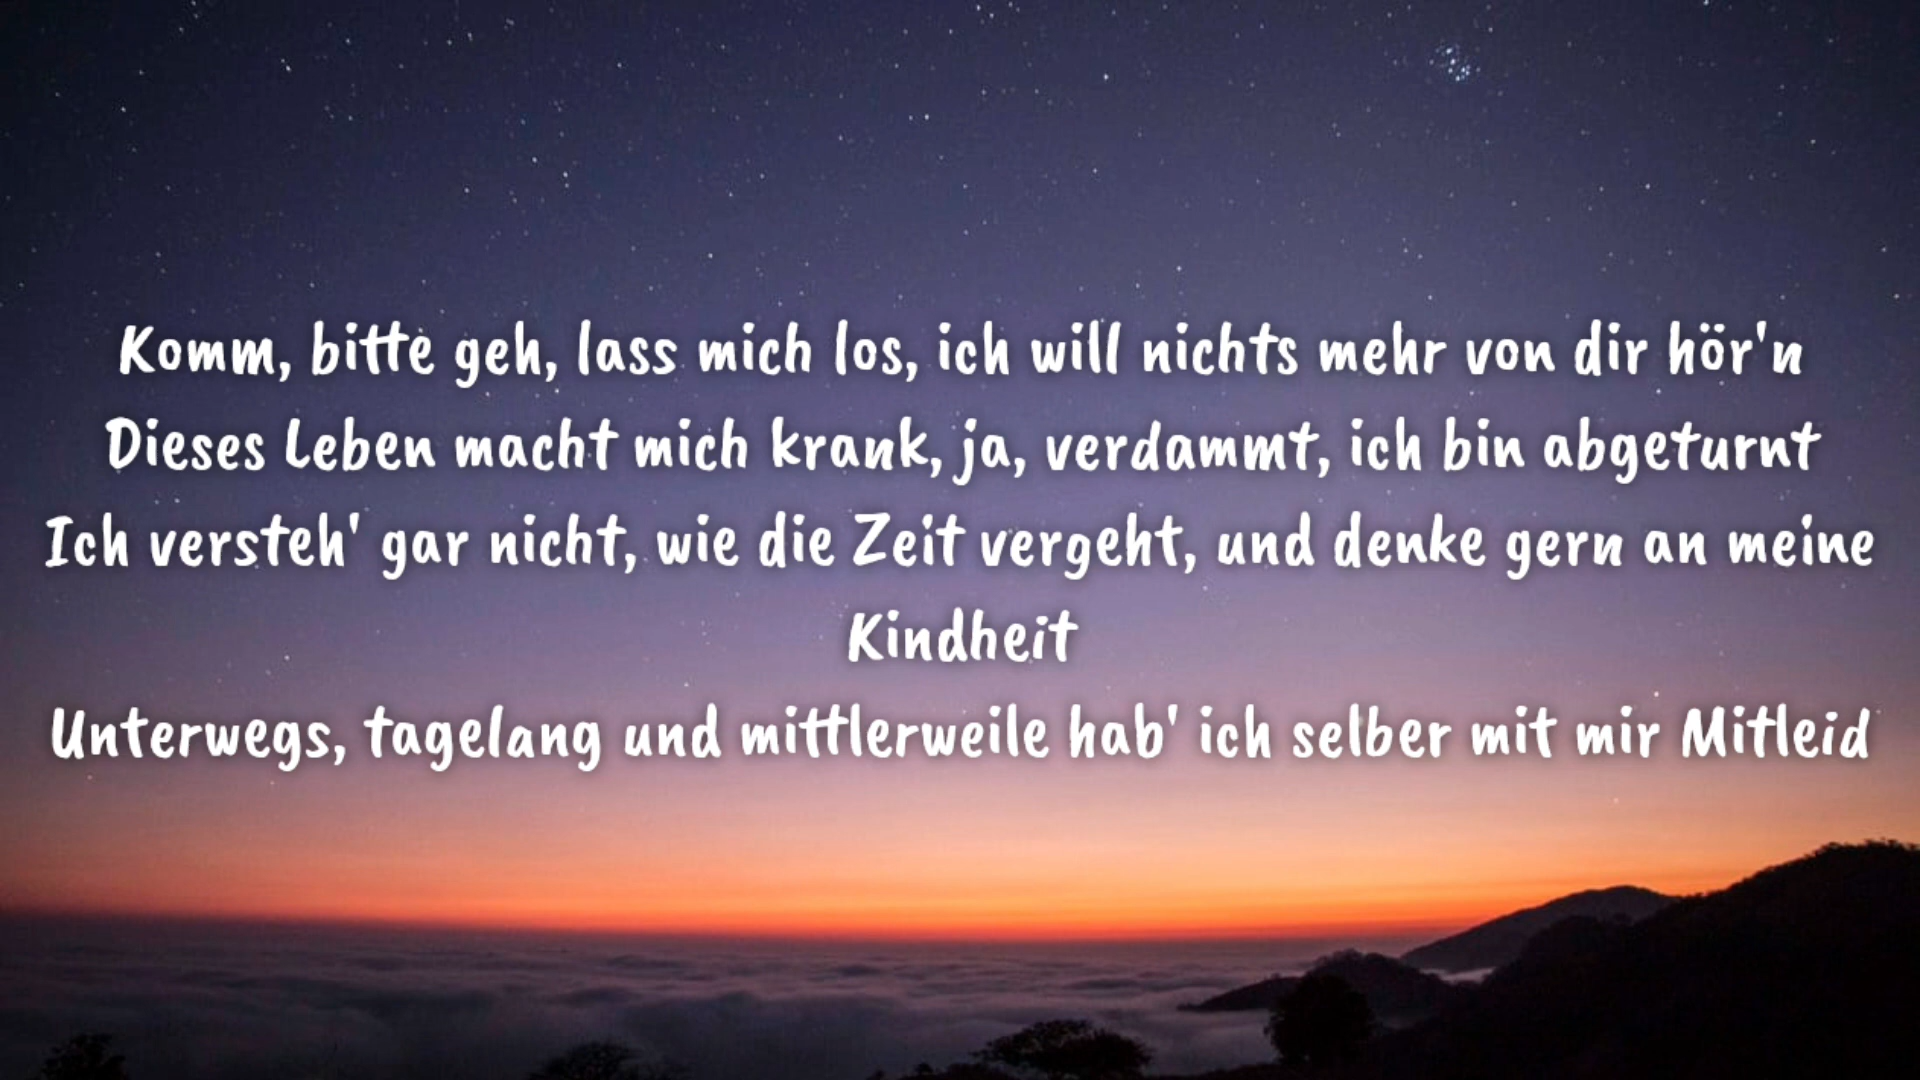 Komm, bitte geh, lass mich los, ich will nichts mehr von dir hör'n
Dieses Leben macht mich krank, ja, verdammt, ich bin abgeturnt
Ich versteh' gar nicht, wie die Zeit vergeht, und denke gern an meine
Kindheit
Unterwegs, tagelang und mittlerweile hab' ich selber mit mir Mitleid